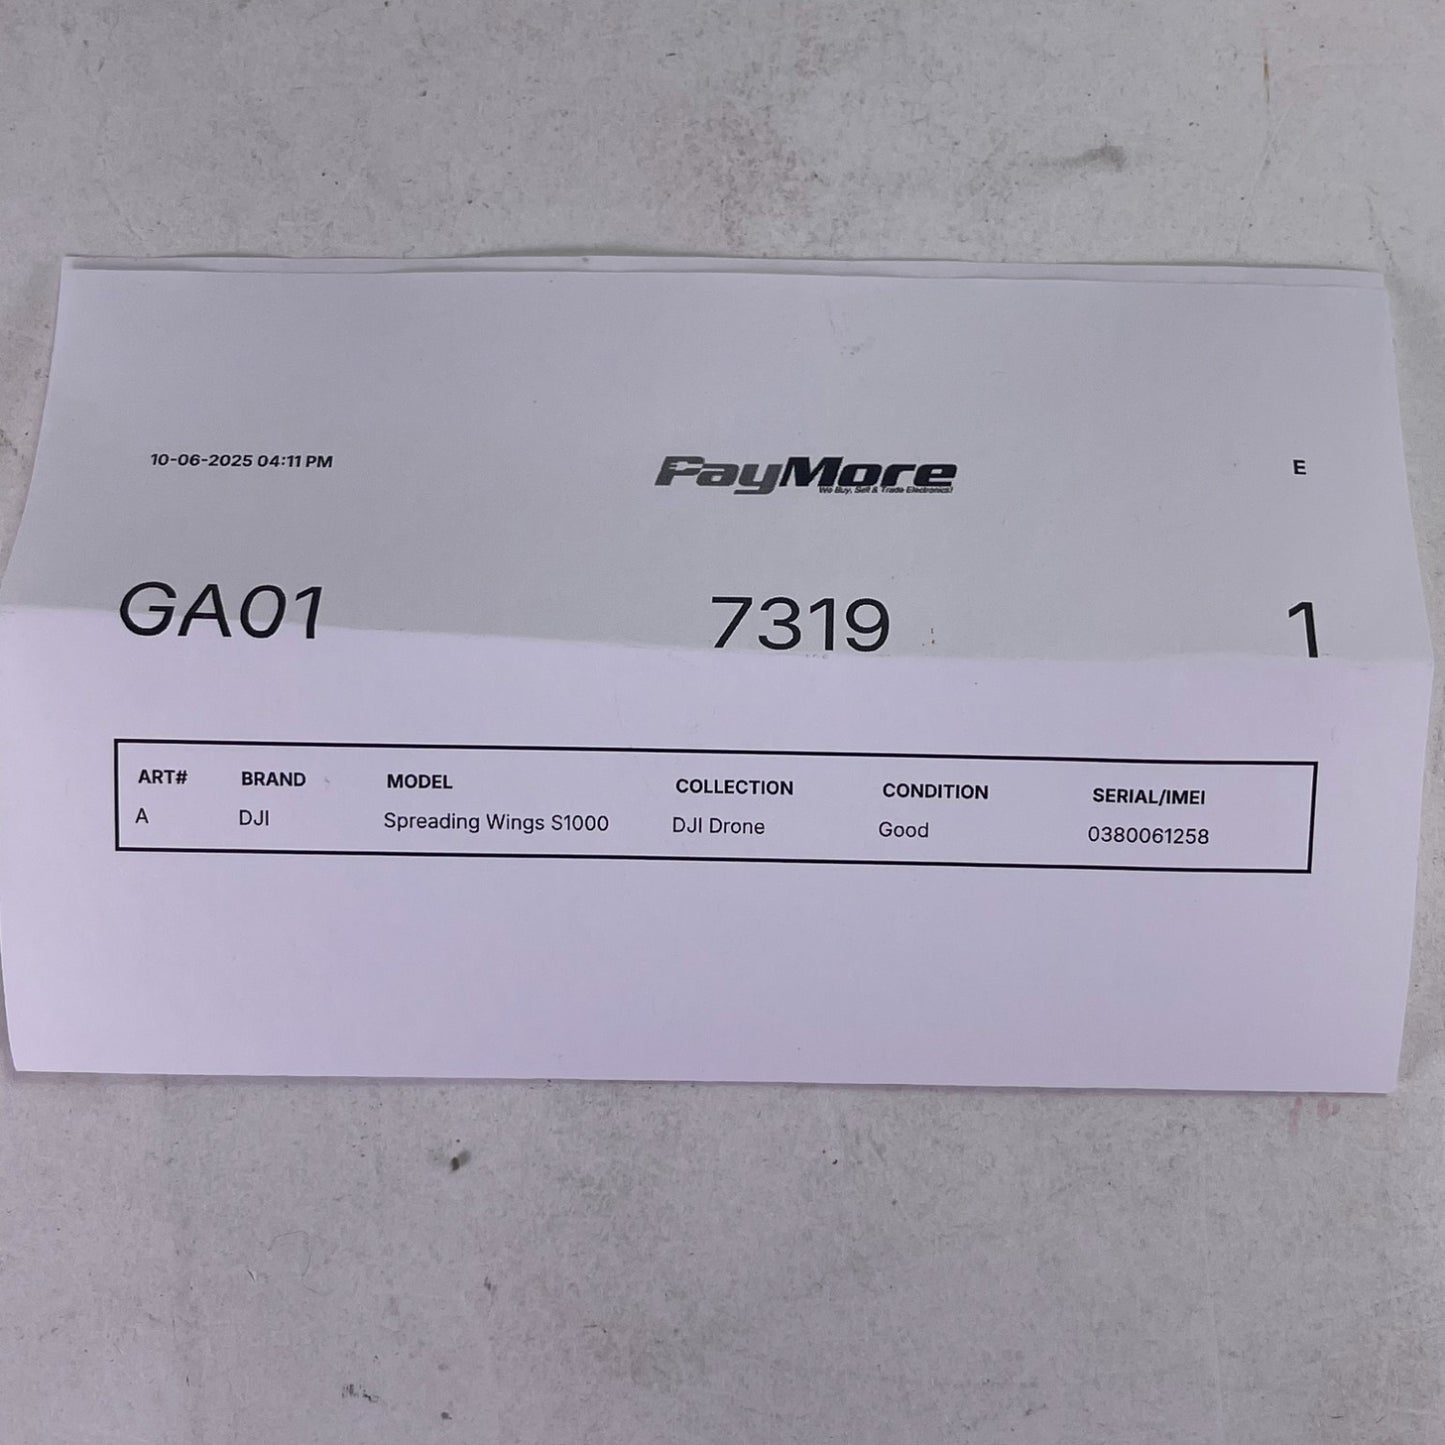 10-06-2025 04:11 PM
PayMore
We Buy, Sell & Trade Electronics!
E
GA01
7319
1
ART# BRAND MODEL COLLECTION CONDITION SERIAL/IMEI
A DJI Spreading Wings S1000 DJI Drone Good 0380061258